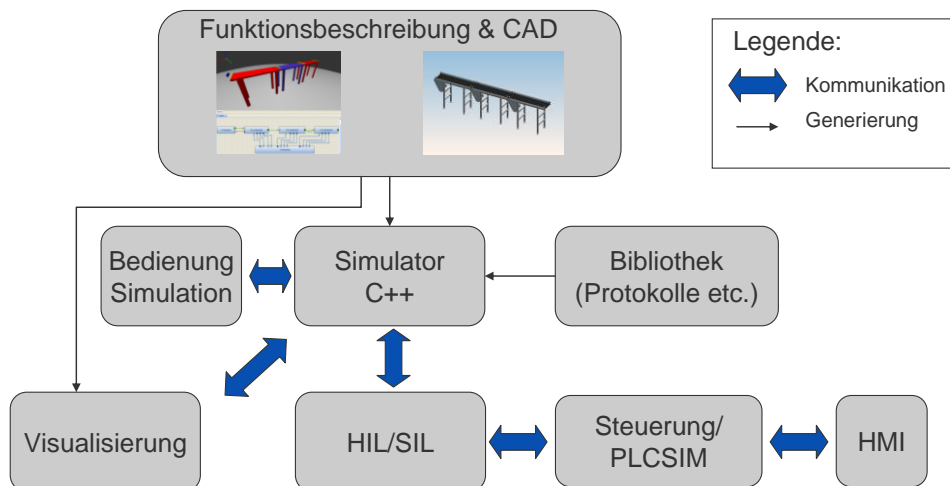 Funktionsbeschreibung & CAD
Legende:
Kommunikation
Generierung
Bedienung
Simulation
Simulator
C++
Bibliothek
(Protokolle etc.)
Visualisierung
HIL/SIL
Steuerung/
PLCSIM
HMI